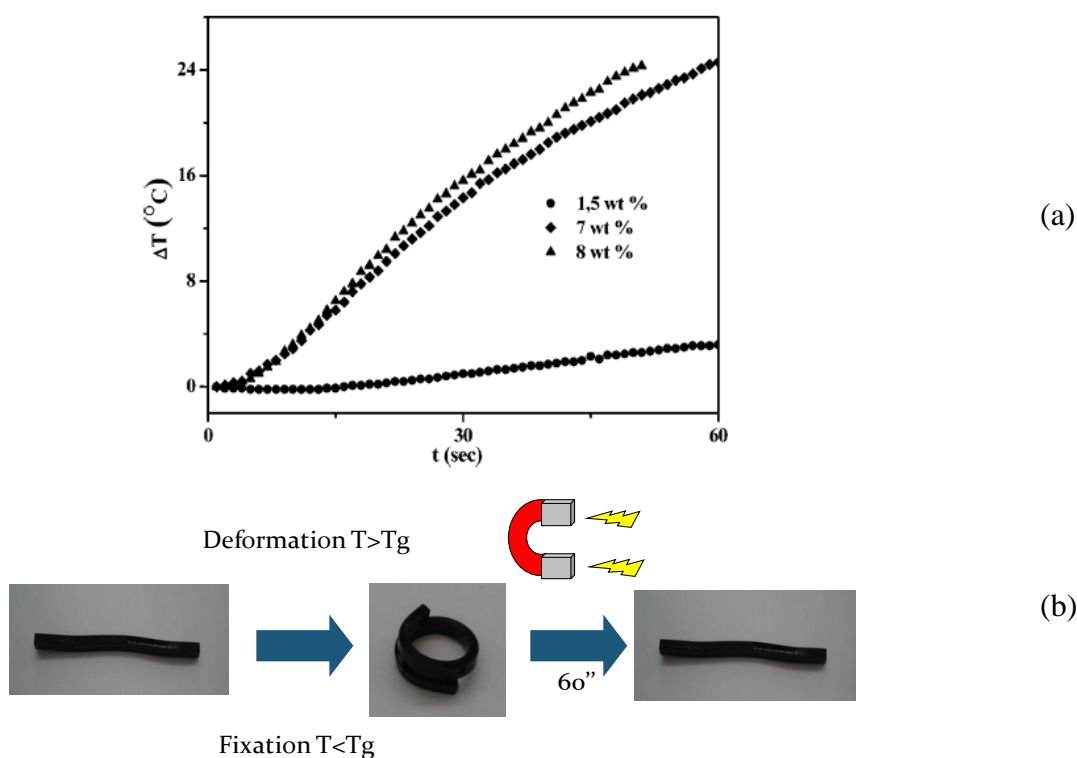 24
16
8
0
ΔT (°C)
1,5 wt %
7 wt %
8 wt %
0
30
60
t (sec)
(a)
Deformation T>Tg
60”
(b)
Fixation T<Tg